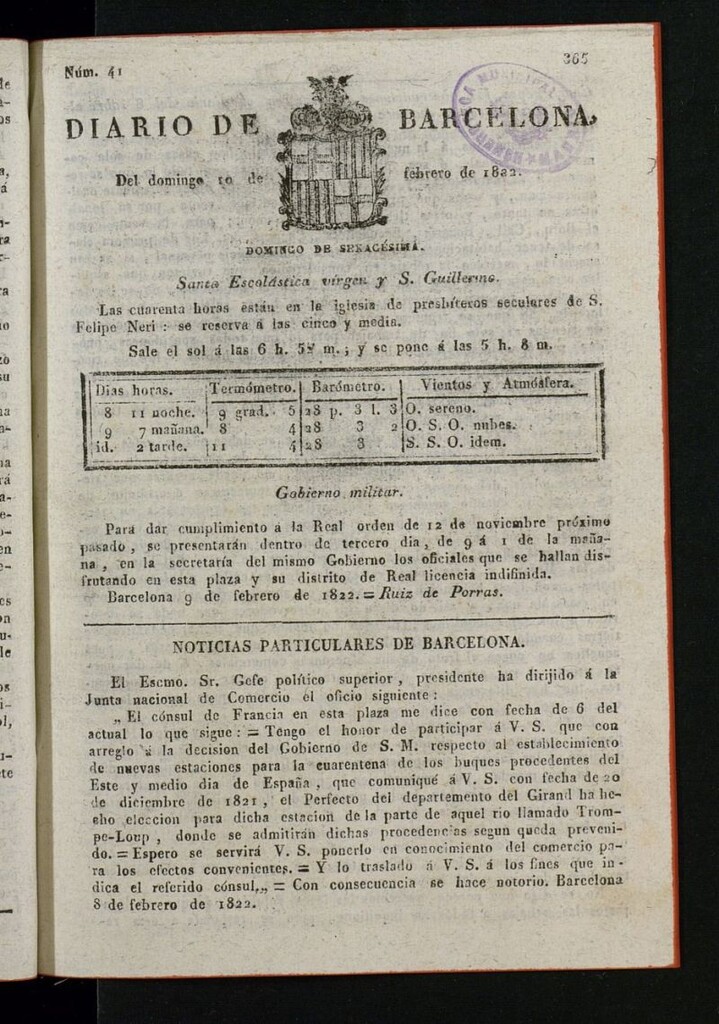 Núm. 41
365
DIARIO DE BARCELONA,
Del domingo 10 de febrero de 1822.
DOMINGO DE SEXAGÉSIMA.
Santa Escolástica virgen y S. Guillermo.
Las cuarenta horas están en la iglesia de presbíteros seculares de S.
Felipe Neri : se reserva á las cinco y media.
Sale el sol á las 6 h. 52 m.; y se pone á las 5 h. 8 m.
Dias horas. Termómetro. Barómetro. Vientos y Atmósfera.
8 11 noche. 9 grad. 5 28 p. 3 l. 8 O. sereno.
9 7 mañana. 8 4 28 3 2 O. S. O. nubes.
id. 2 tarde. 11 4 28 3 S. S. O. idem.
Gobierno militar.
Para dar cumplimiento á la Real orden de 12 de noviembre próximo
pasado, se presentarán dentro de tercero dia, de 9 á 1 de la maña-
na, en la secretaría del mismo Gobierno los oficiales que se hallan dis-
frutando en esta plaza y su distrito de Real licencia indifinida.
Barcelona 9 de febrero de 1822. = Ruiz de Porras.
NOTICIAS PARTICULARES DE BARCELONA.
El Escmo. Sr. Gefe político superior, presidente ha dirijido á la
Junta nacional de Comercio el oficio siguiente:
„ El cónsul de Francia en esta plaza me dice con fecha de 6 del
actual lo que sigue: = Tengo el honor de participar á V. S. que con
arreglo á la decision del Gobierno de S. M. respecto al establecimiento
de nuevas estaciones para la cuarentena de los buques procedentes del
Este y medio dia de España, que comuniqué á V. S. con fecha de 20
de diciembre de 1821, el Perfecto del departemento del Girand ha he-
cho eleccion para dicha estacion de la parte de aquel rio llamado Trom-
pe-Loup, donde se admitirán dichas procedencias segun queda preveni-
do. = Espero se servirá V. S. ponerlo en conocimiento del comercio pa-
ra los efectos convenientes. = Y lo traslado á V. S. á los fines que in-
dica el referido cónsul,„ = Con consecuencia se hace notorio. Barcelona
8 de febrero de 1822.